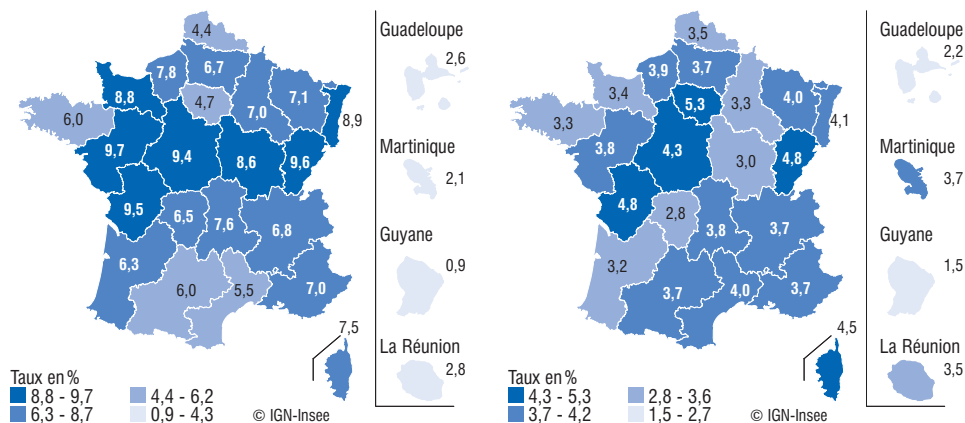 4,4
7,8
6,7
8,8
4,7
7,0
7,1
8,9
6,0
9,7
9,4
8,6
9,6
9,5
6,5
7,6
6,8
6,3
6,0
5,5
7,0
7,5
Guadeloupe
2,6
Martinique
2,1
Guyane
0,9
La Réunion
2,8
Taux en %
8,8 - 9,7
4,4 - 6,2
6,3 - 8,7
0,9 - 4,3
© IGN-Insee
3,5
3,9
3,7
3,4
5,3
3,3
4,0
4,1
3,3
3,8
4,3
3,0
4,8
4,8
2,8
3,8
3,7
3,2
3,7
4,0
3,7
4,5
Guadeloupe
2,2
Martinique
3,7
Guyane
1,5
La Réunion
3,5
Taux en %
4,3 - 5,3
2,8 - 3,6
3,7 - 4,2
1,5 - 2,7
© IGN-Insee